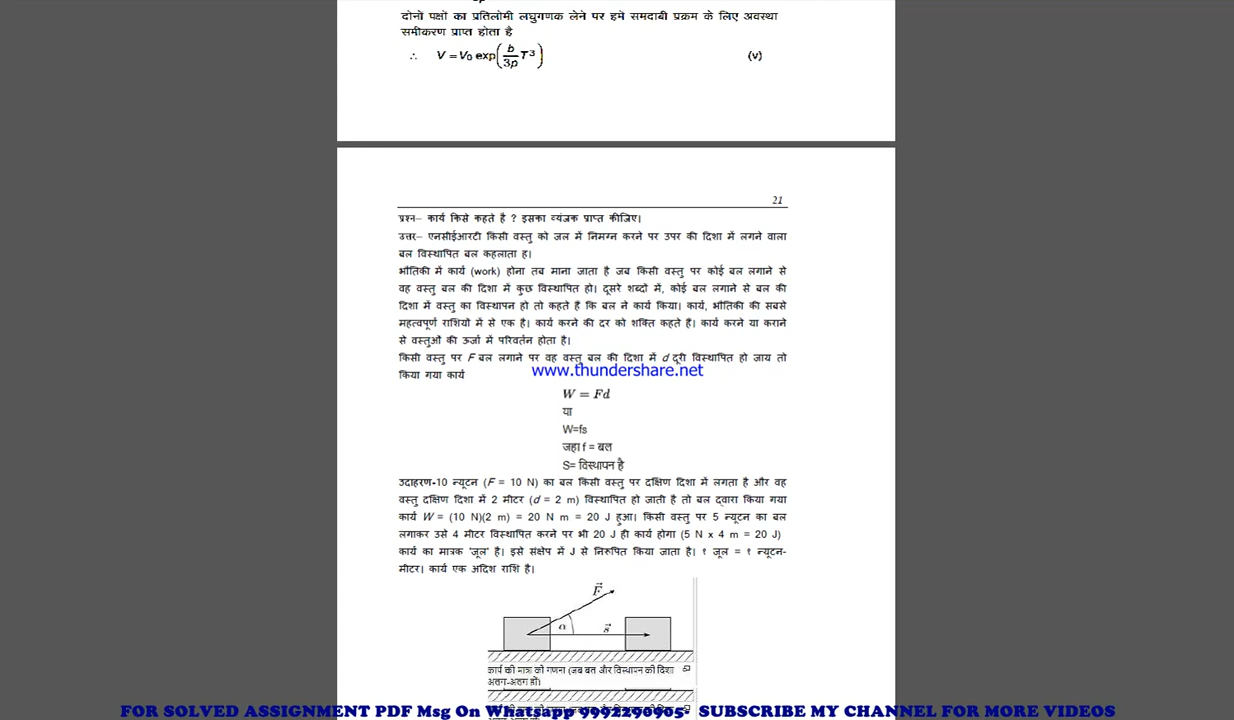 दोनों पक्षों का प्रतिलोमी लघुगणक लेने पर हमें समदाबी प्रक्रम के लिए अवस्था
समीकरण प्राप्त होता है
∴ V = V0 exp(b/3p T³) (v)
21
प्रश्न– कार्य किसे कहते है ? इसका व्यंजक प्राप्त कीजिए।
उत्तर– एनसीईआरटी किसी वस्तु को जल में निमग्न करने पर उपर की दिशा में लगने वाला
बल विस्थापित बल कहलाता ह।
भौतिकी में कार्य (work) होना तब माना जाता है जब किसी वस्तु पर कोई बल लगाने से
वह वस्तु बल की दिशा में कुछ विस्थापित हो। दूसरे शब्दों में, कोई बल लगाने से बल की
दिशा में वस्तु का विस्थापन हो तो कहते हैं कि बल ने कार्य किया। कार्य, भौतिकी की सबसे
महत्वपूर्ण राशियों में से एक है। कार्य करने की दर को शक्ति कहते हैं। कार्य करने या कराने
से वस्तुओं की ऊर्जा में परिवर्तन होता है।
किसी वस्तु पर F बल लगाने पर वह वस्तु बल की दिशा में d दूरी विस्थापित हो जाय तो
किया गया कार्य
www.thundershare.net
W = Fd
या
W=fs
जहा f = बल
S= विस्थापन है
उदाहरण-10 न्यूटन (F = 10 N) का बल किसी वस्तु पर दक्षिण दिशा में लगता है और वह
वस्तु दक्षिण दिशा में 2 मीटर (d = 2 m) विस्थापित हो जाती है तो बल द्वारा किया गया
कार्य W = (10 N)(2 m) = 20 N m = 20 J हुआ। किसी वस्तु पर 5 न्यूटन का बल
लगाकर उसे 4 मीटर विस्थापित करने पर भी 20 J ही कार्य होगा (5 N x 4 m = 20 J)
कार्य का मात्रक 'जूल' है। इसे संक्षेप में J से निरुपित किया जाता है। १ जूल = १ न्यूटन-
मीटर। कार्य एक अदिश राशि है।
F⃗
α s⃗
कार्य की मात्रा की गणना (जब बल और विस्थापन की दिशा
अलग-अलग हों)
FOR SOLVED ASSIGNMENT PDF Msg On Whatsapp 9992290905- SUBSCRIBE MY CHANNEL FOR MORE VIDEOS